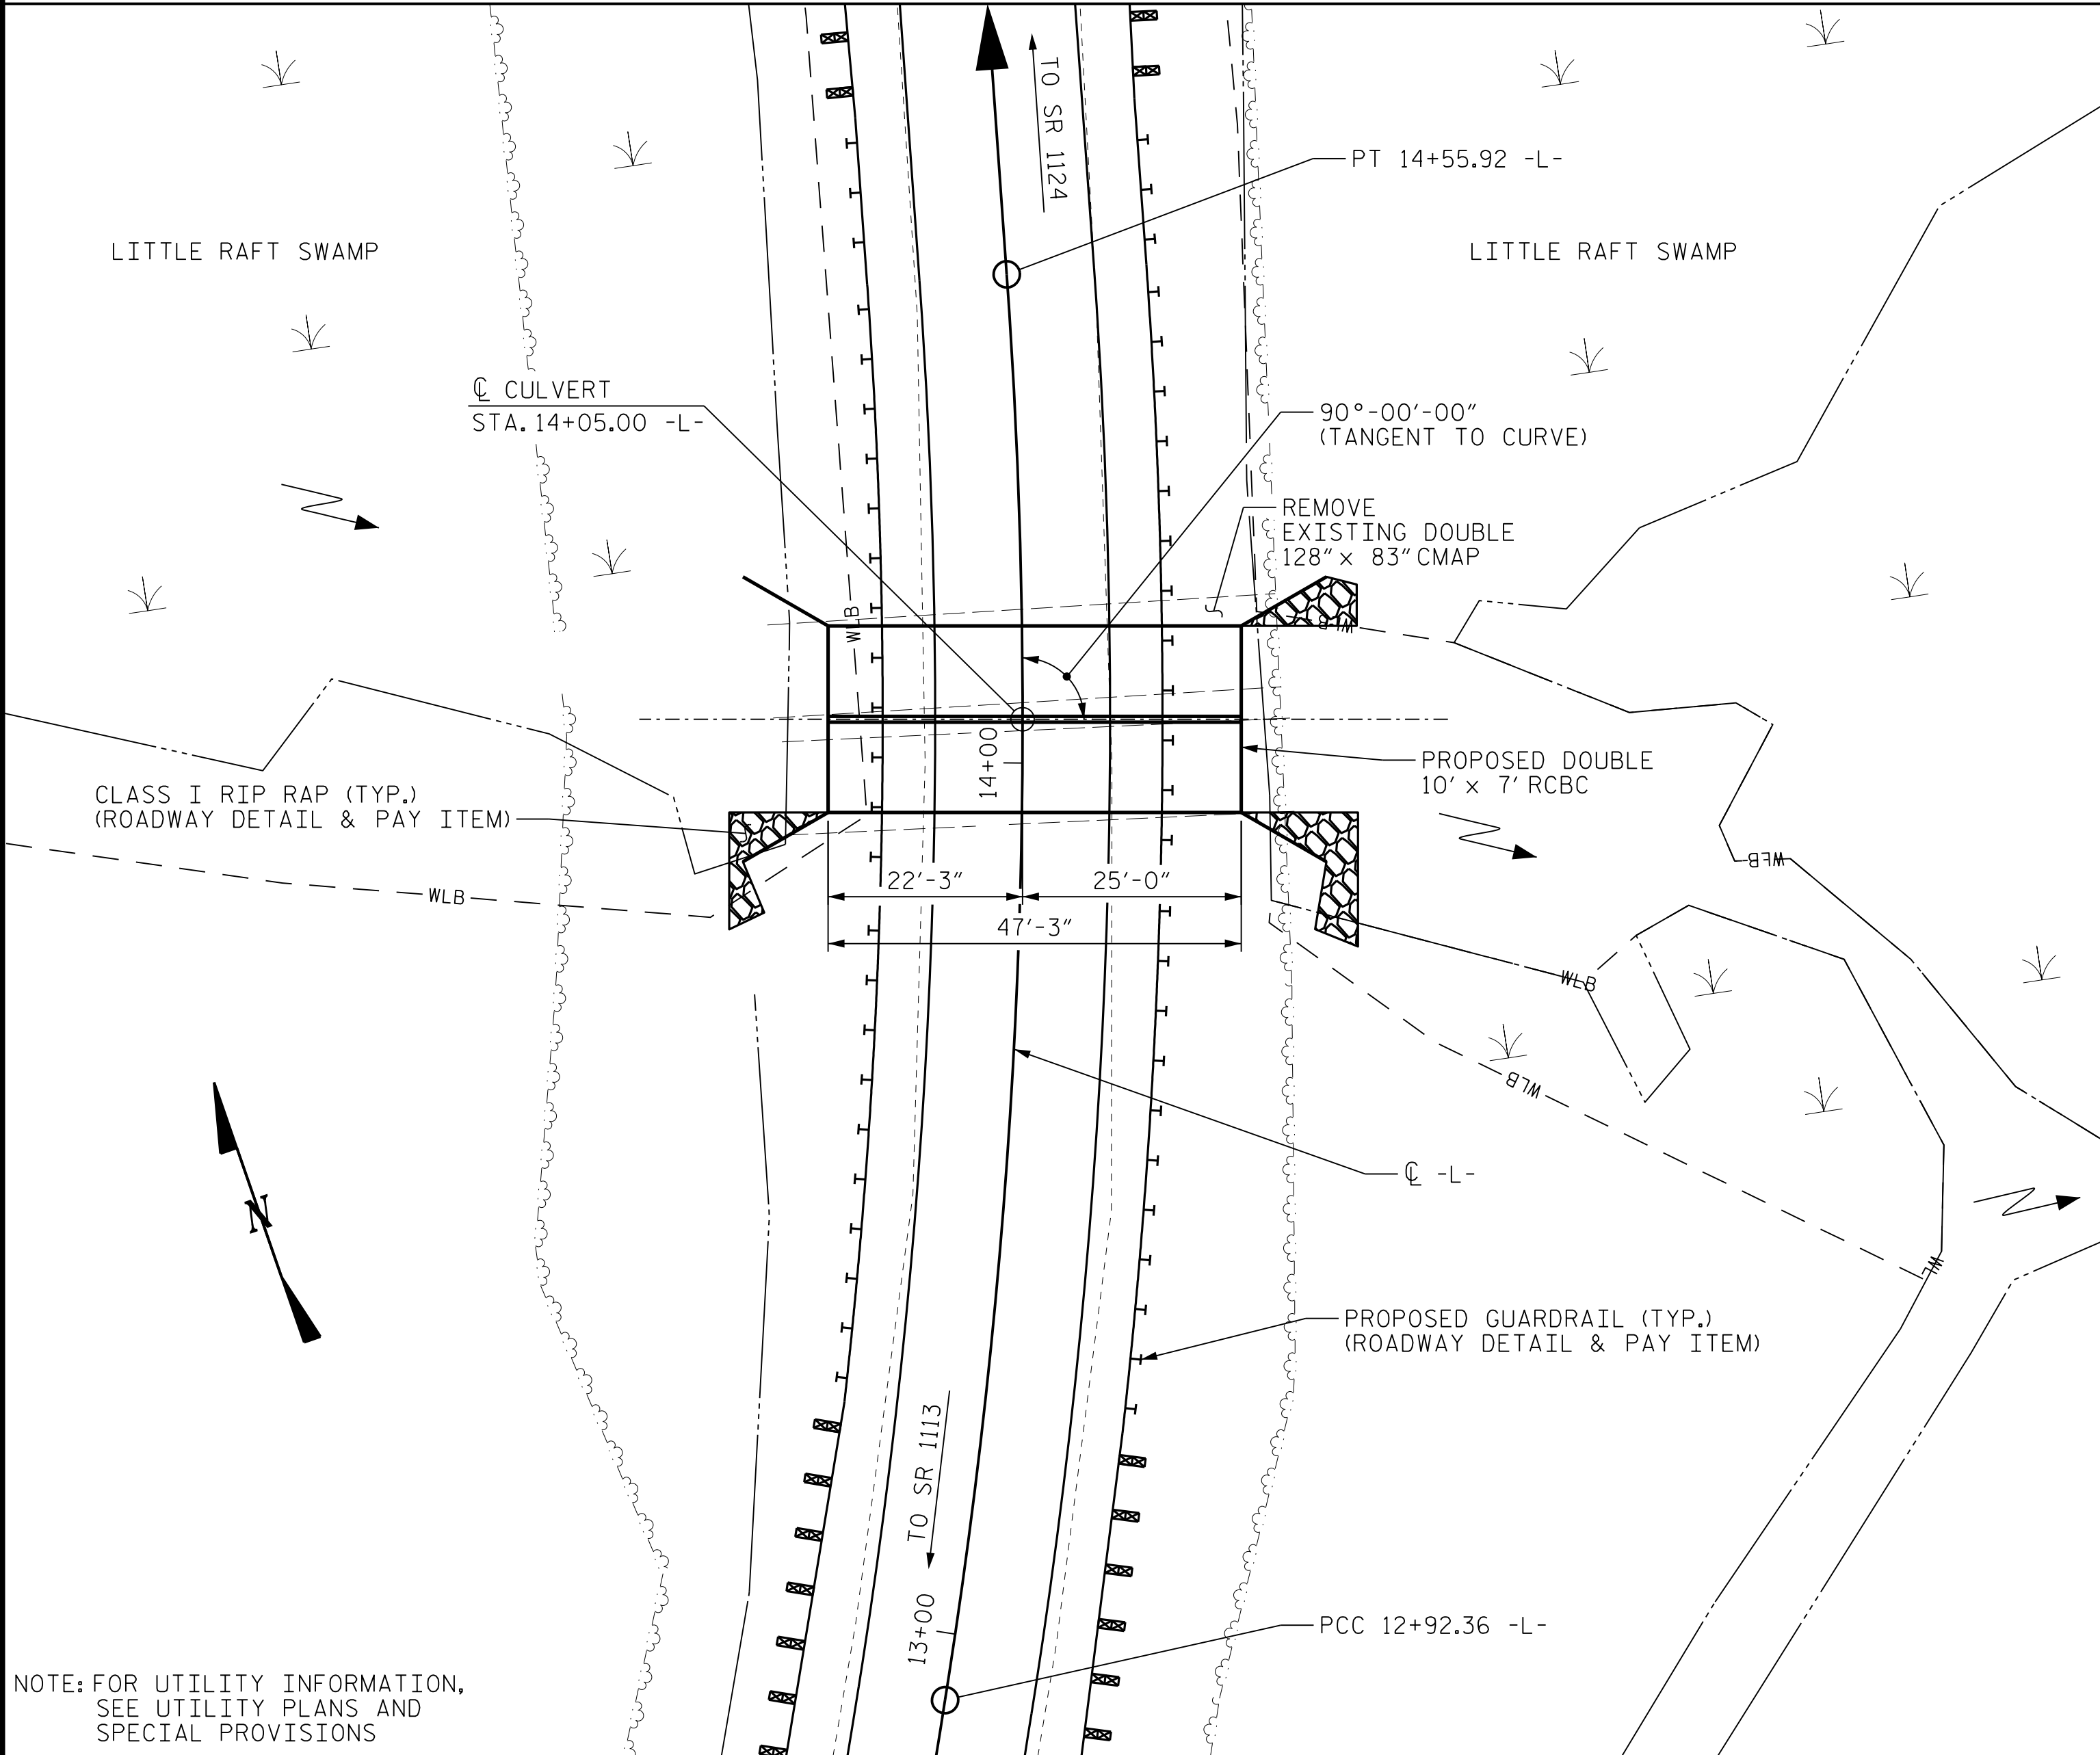 TO SR 1124
PT 14+55.92 -L-
LITTLE RAFT SWAMP
LITTLE RAFT SWAMP
℄ CULVERT
STA. 14+05.00 -L-
90°-00'-00"
(TANGENT TO CURVE)
REMOVE
EXISTING DOUBLE
128" x 83" CMAP
WLB
WLB
14+00
PROPOSED DOUBLE
10' x 7' RCBC
CLASS I RIP RAP (TYP.)
(ROADWAY DETAIL & PAY ITEM)
WLB
WLB
22'-3"
25'-0"
47'-3"
WLB
WLB
℄ -L-
N
WL
PROPOSED GUARDRAIL (TYP.)
(ROADWAY DETAIL & PAY ITEM)
TO SR 1113
13+00
PCC 12+92.36 -L-
NOTE: FOR UTILITY INFORMATION,
SEE UTILITY PLANS AND
SPECIAL PROVISIONS